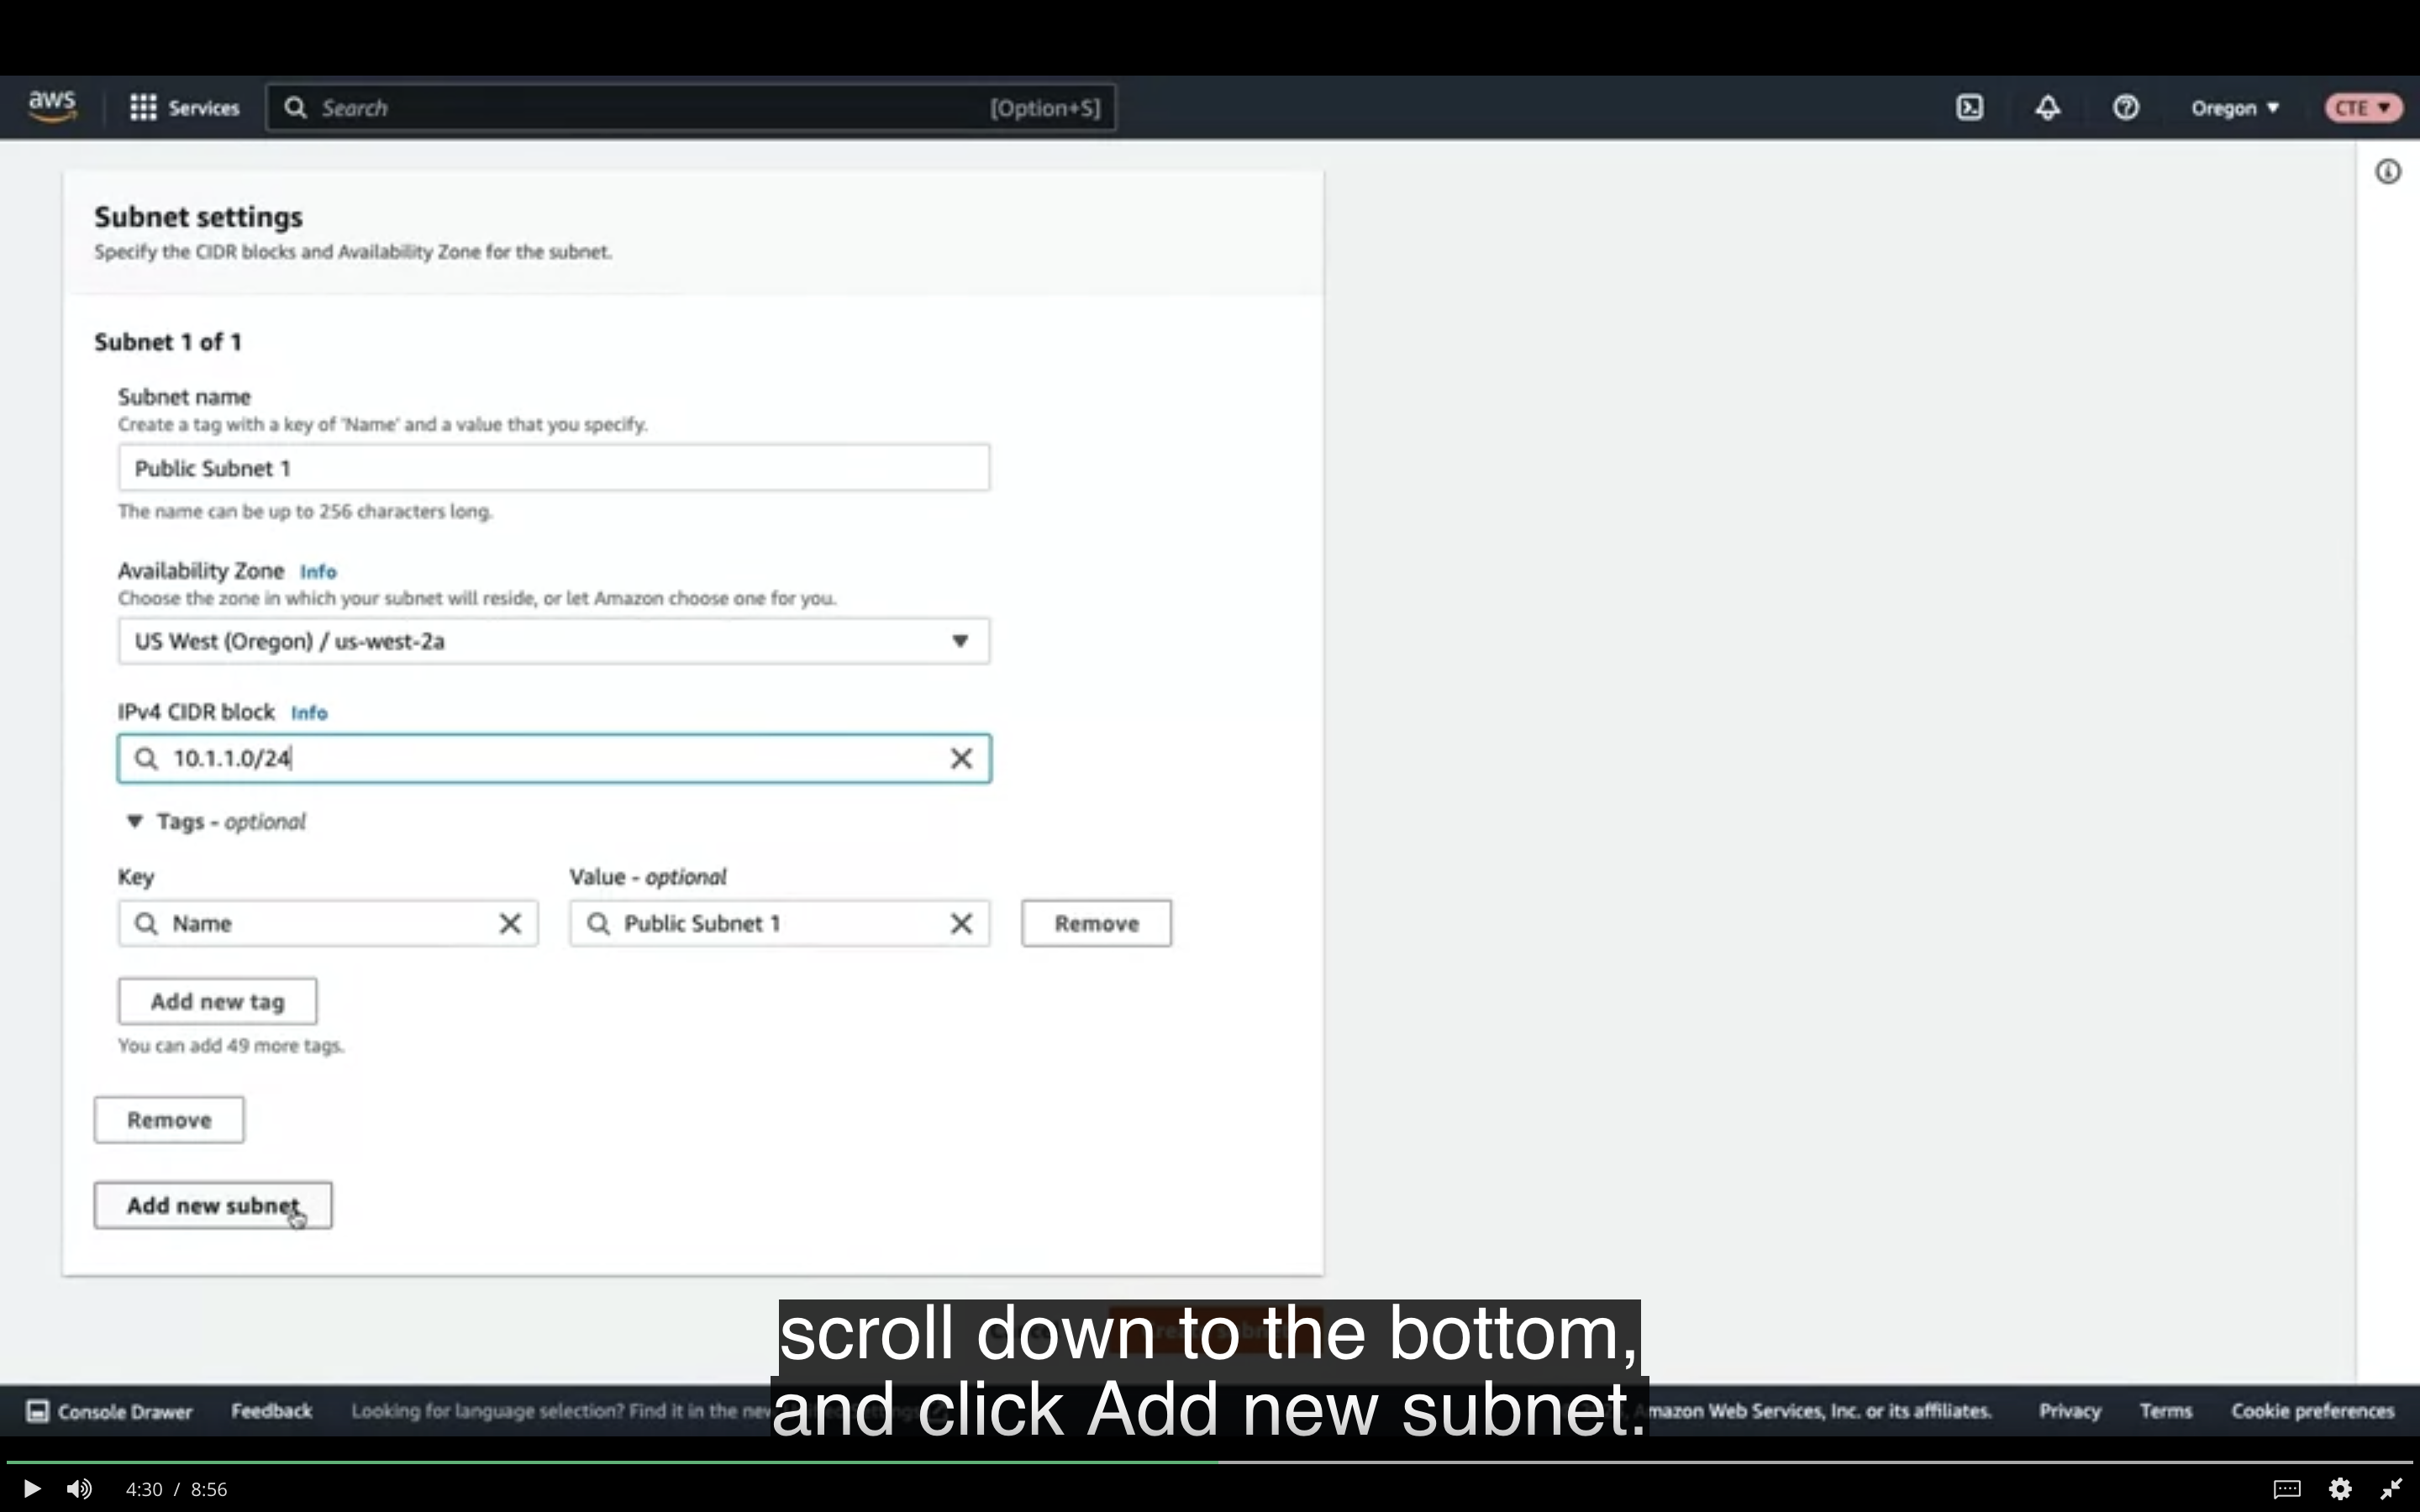 aws
Services
Search
[Option+S]
Oregon
CTE
Subnet settings
Specify the CIDR blocks and Availability Zone for the subnet.
Subnet 1 of 1
Subnet name
Create a tag with a key of 'Name' and a value that you specify.
Public Subnet 1
The name can be up to 256 characters long.
Availability Zone Info
Choose the zone in which your subnet will reside, or let Amazon choose one for you.
US West (Oregon) / us-west-2a
IPv4 CIDR block Info
10.1.1.0/24
Tags - optional
Key
Value - optional
Name
Public Subnet 1
Remove
Add new tag
You can add 49 more tags.
Remove
Add new subnet
scroll down to the bottom,
and click Add new subnet.
Console Drawer
Feedback
Looking for language selection? Find it in the new
mazon Web Services, Inc. or its affiliates.
Privacy
Terms
Cookie preferences
4:30 / 8:56